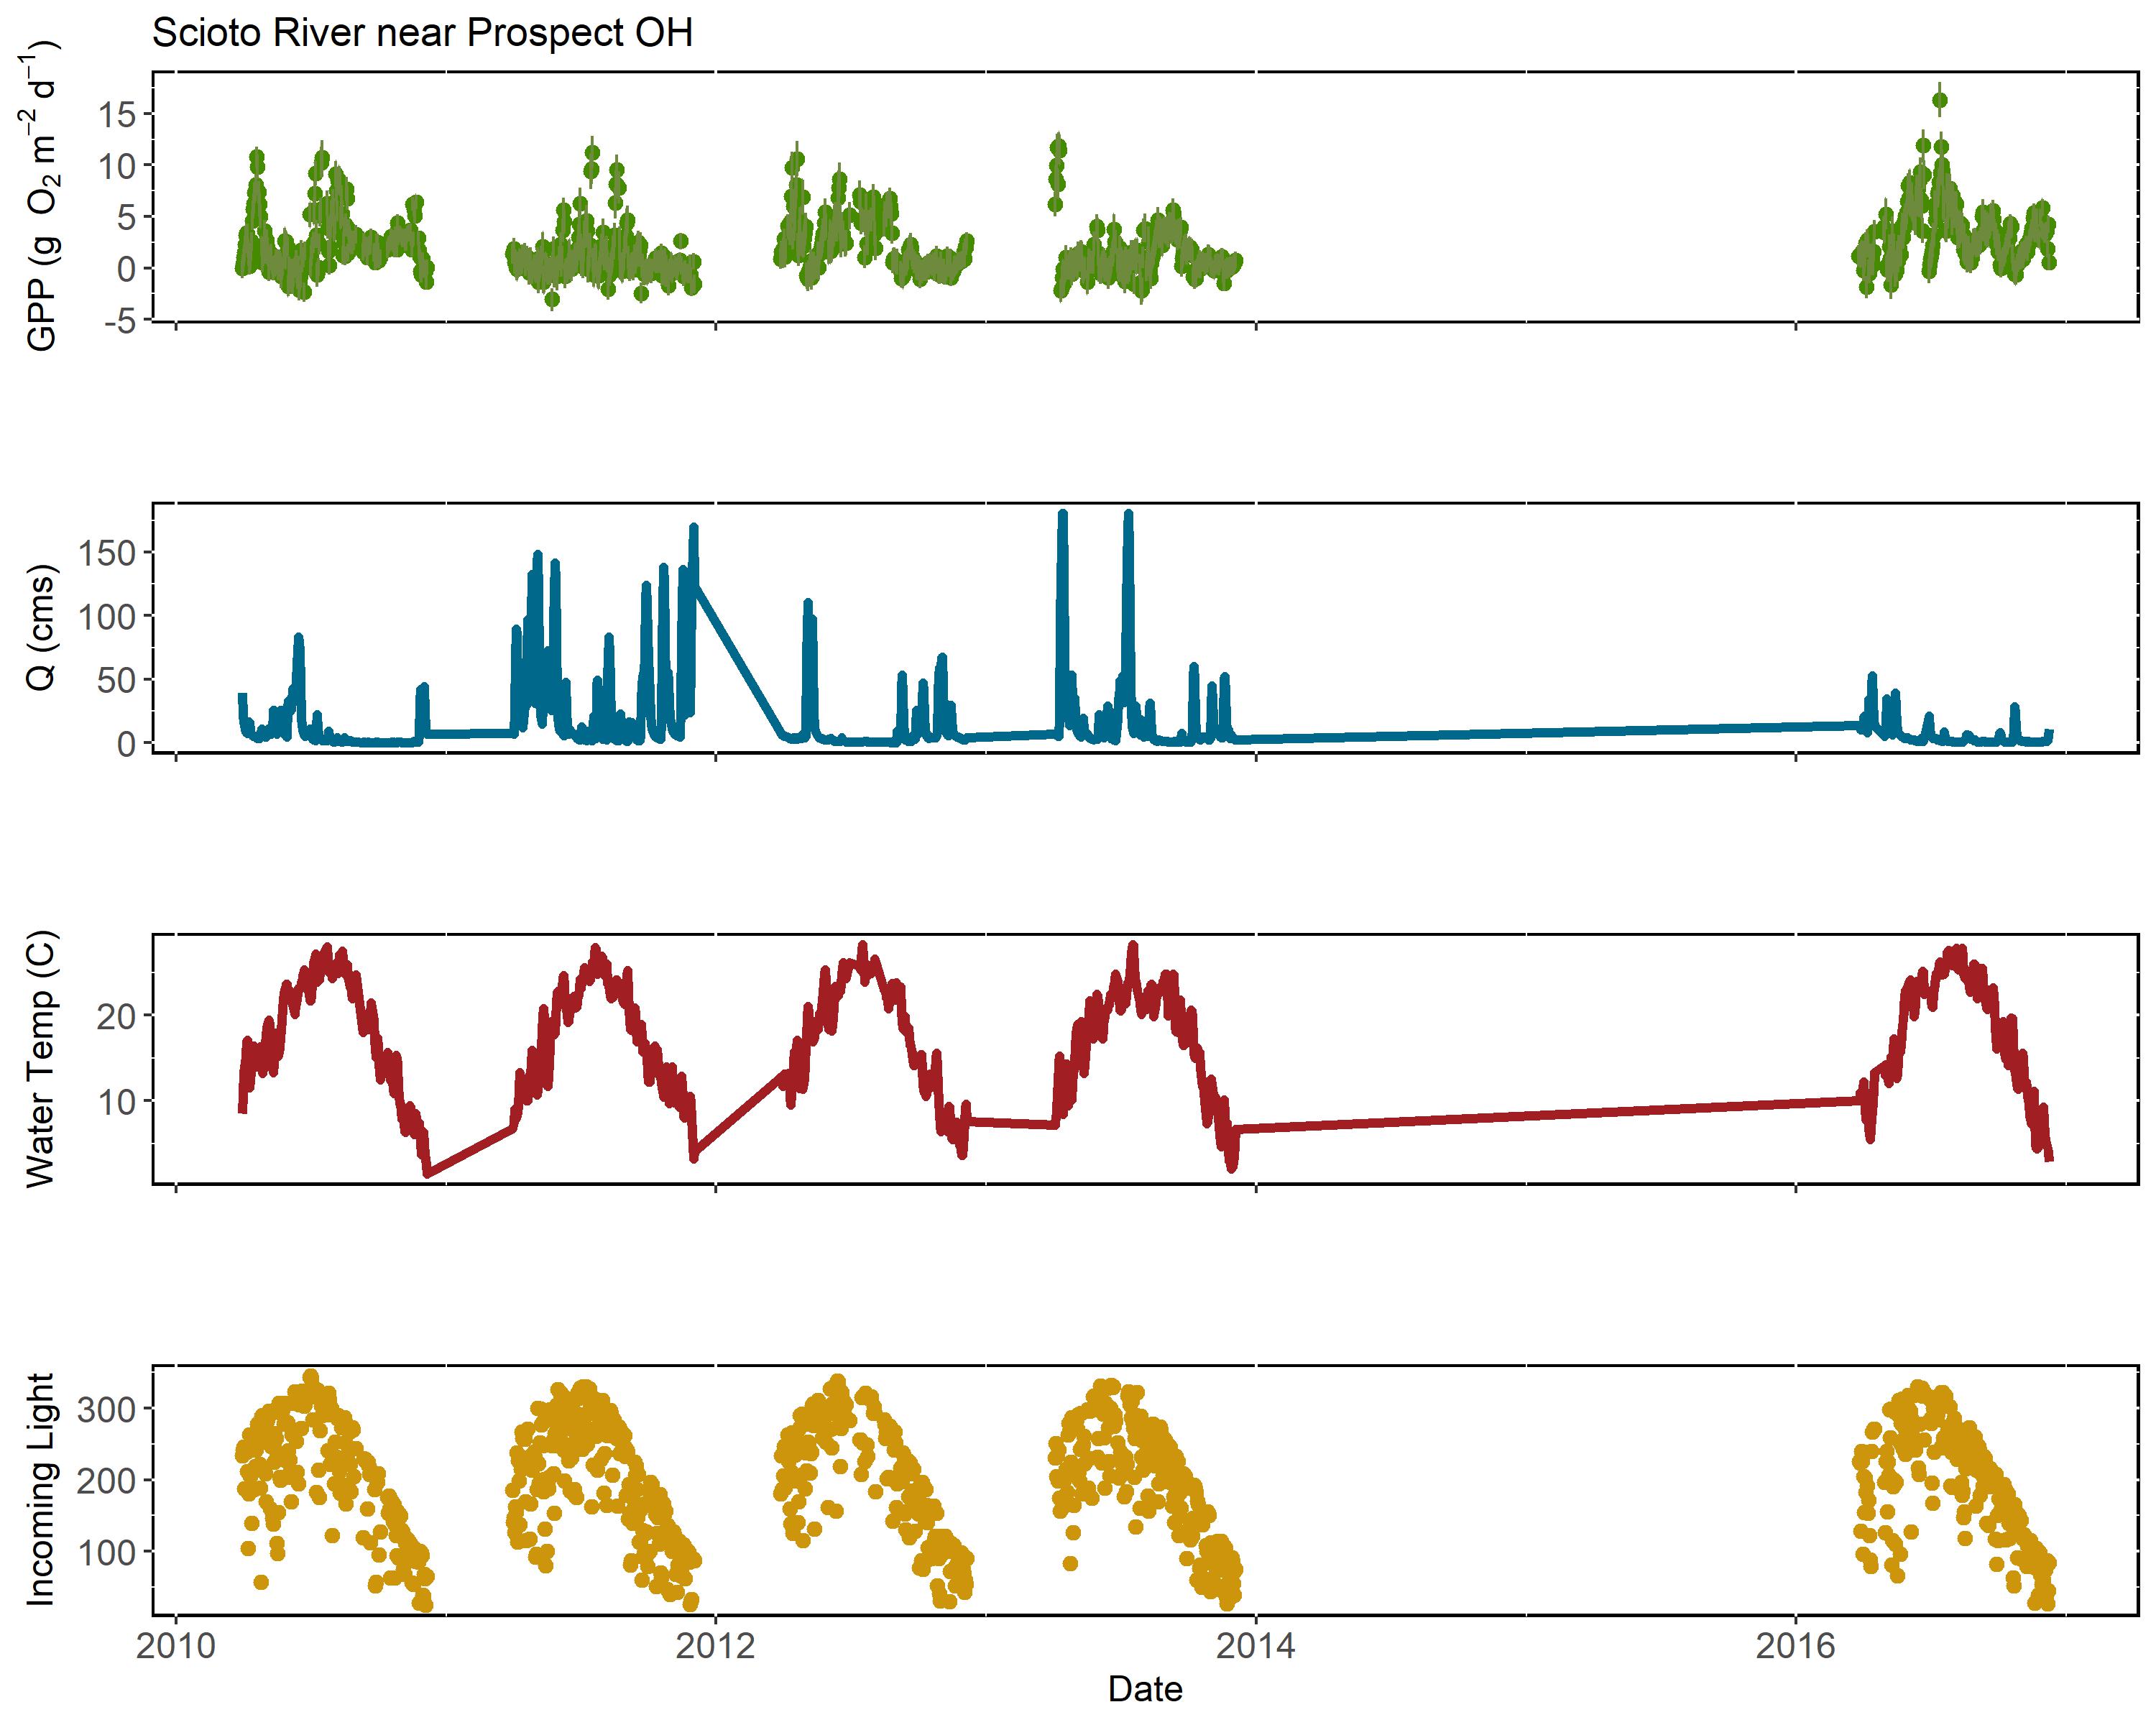 Scioto River near Prospect OH
GPP (g O₂ m⁻² d⁻¹)
15
10
5
0
-5
Q (cms)
150
100
50
0
Water Temp (C)
20
10
Incoming Light
300
200
100
2010 2012 2014 2016
Date